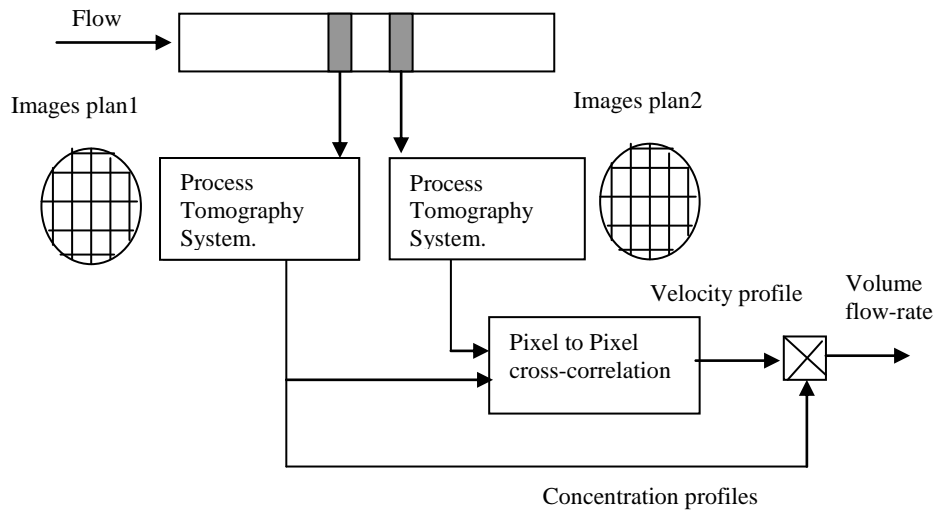 Flow
Images plan1
Images plan2
Process
Tomography
System.
Process
Tomography
System.
Velocity profile
Volume
flow-rate
Pixel to Pixel
cross-correlation
Concentration profiles